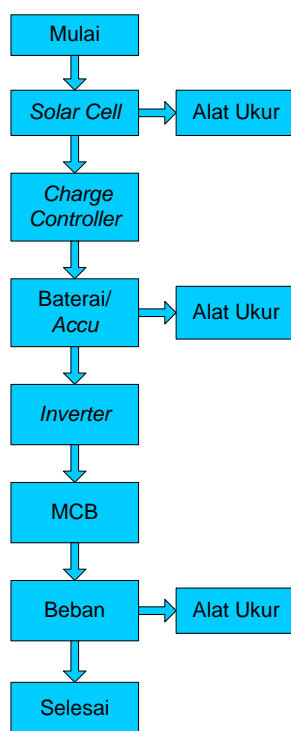 Mulai
Solar Cell
Alat Ukur
Charge
Controller
Baterai/
Accu
Alat Ukur
Inverter
MCB
Beban
Alat Ukur
Selesai